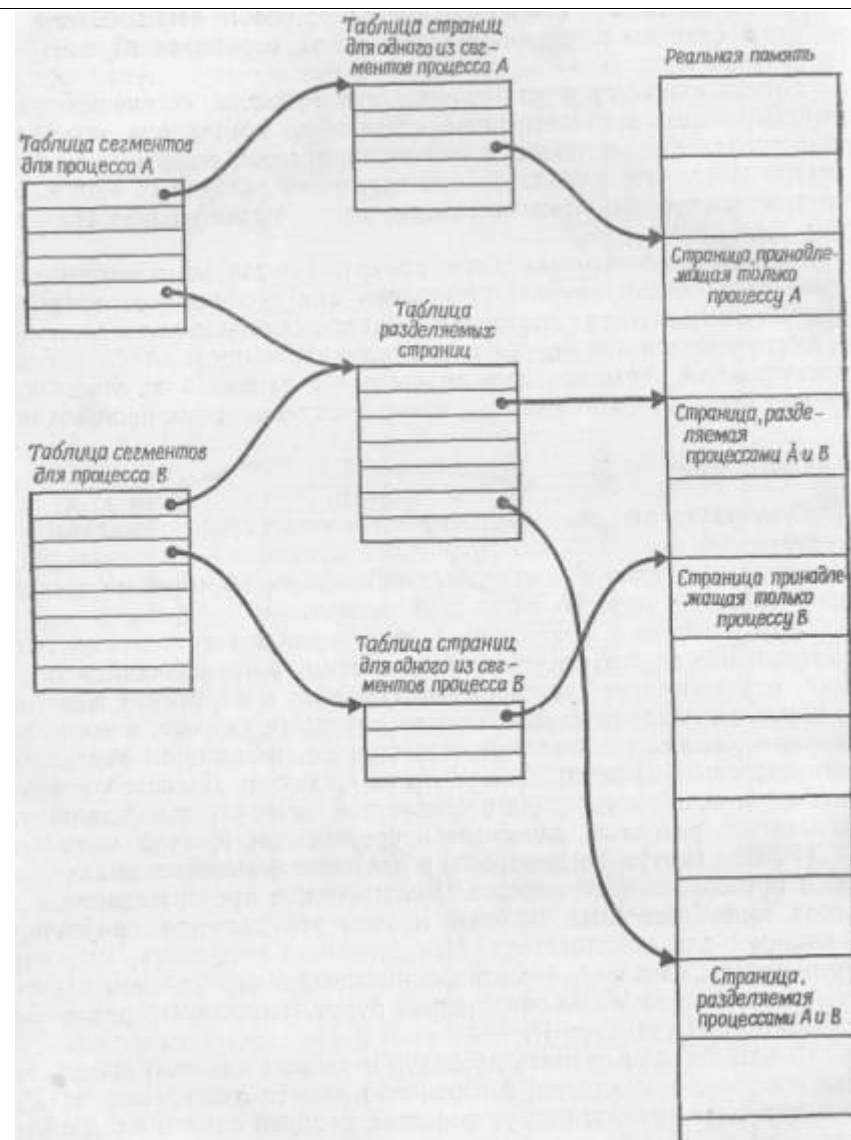 Таблица страниц
для одного из сег-
ментов процесса A
Реальная память
Таблица сегментов
для процесса A
Страница, принадле-
жащая только
процессу A
Таблица
разделяемых
страниц
Страница, разде-
ляемая
процессами A и B
Таблица сегментов
для процесса B
Страница принадле-
жащая только
процессу B
Таблица страниц
для одного из сег-
ментов процесса B
Страница,
разделяемая
процессами A и B